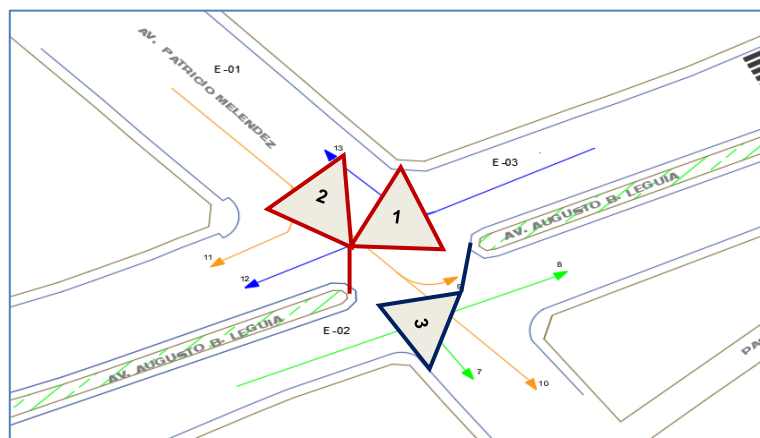 AV. PATRICIO MELENDEZ
E -01
13
E -03
2
1
AV. AUGUSTO B. LEGUIA
11
12
8
9
E -02
3
AV. AUGUSTO B. LEGUIA
7
10
PA